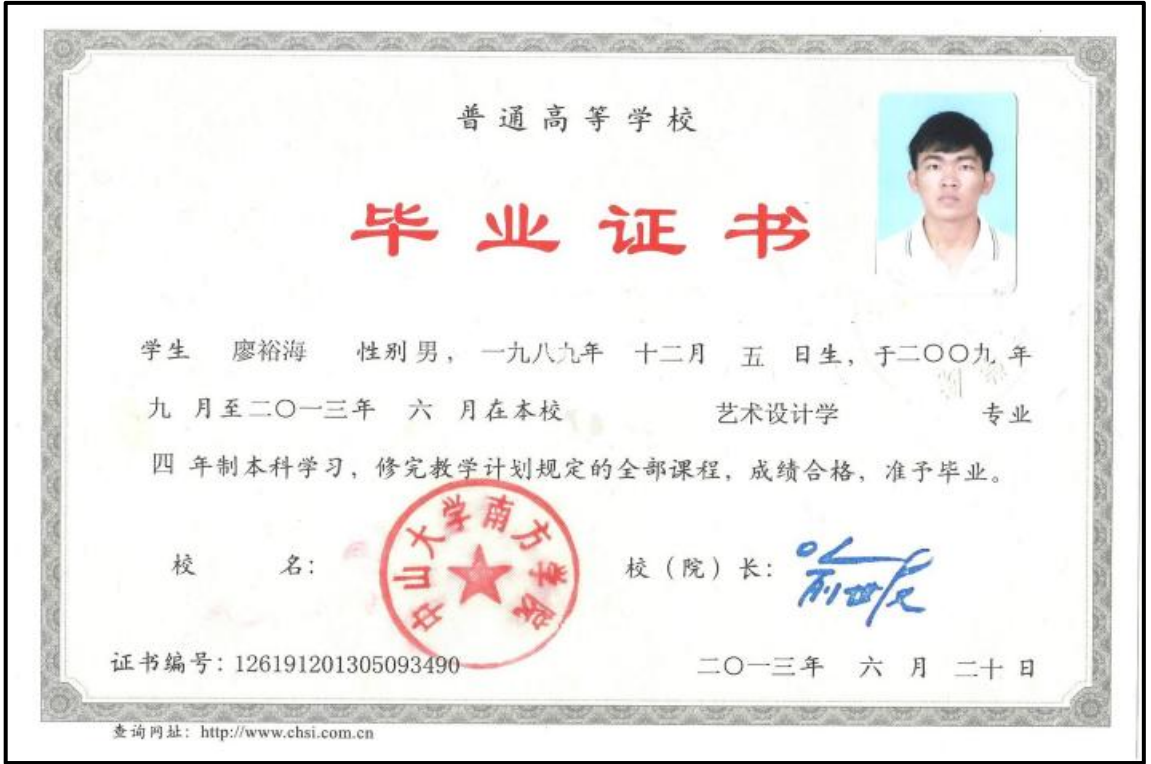 普通高等学校
毕业证书
学生 廖裕海 性别 男，一九八九年 十二月 五 日生，于二〇〇九 年
九 月至二〇一三年 六 月在本校 艺术设计学 专业
四 年制本科学习，修完教学计划规定的全部课程，成绩合格，准予毕业。
中山大学南方学院
校 名： 校（院）长：
证书编号：126191201305093490 二〇一三年 六 月 二十 日
查询网址：http://www.chsi.com.cn